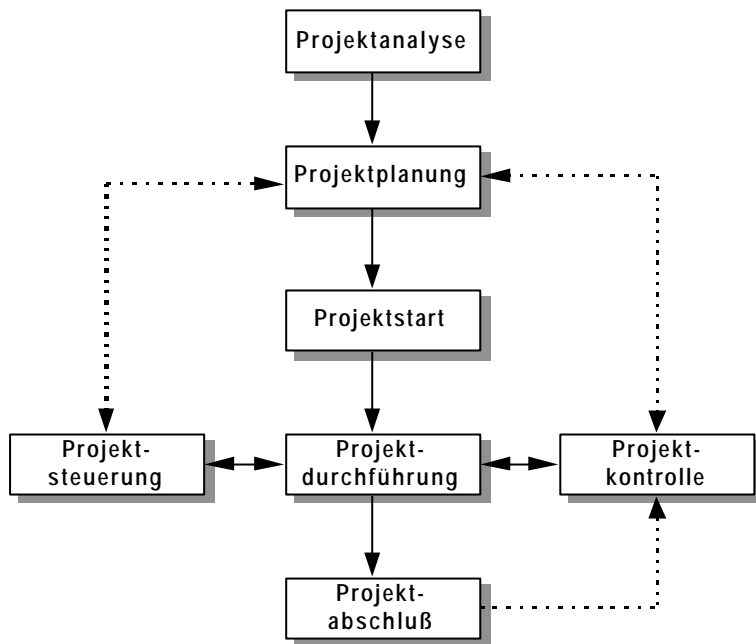 Projektanalyse
Projektplanung
Projektstart
Projekt-
steuerung
Projekt-
durchführung
Projekt-
kontrolle
Projekt-
abschluß